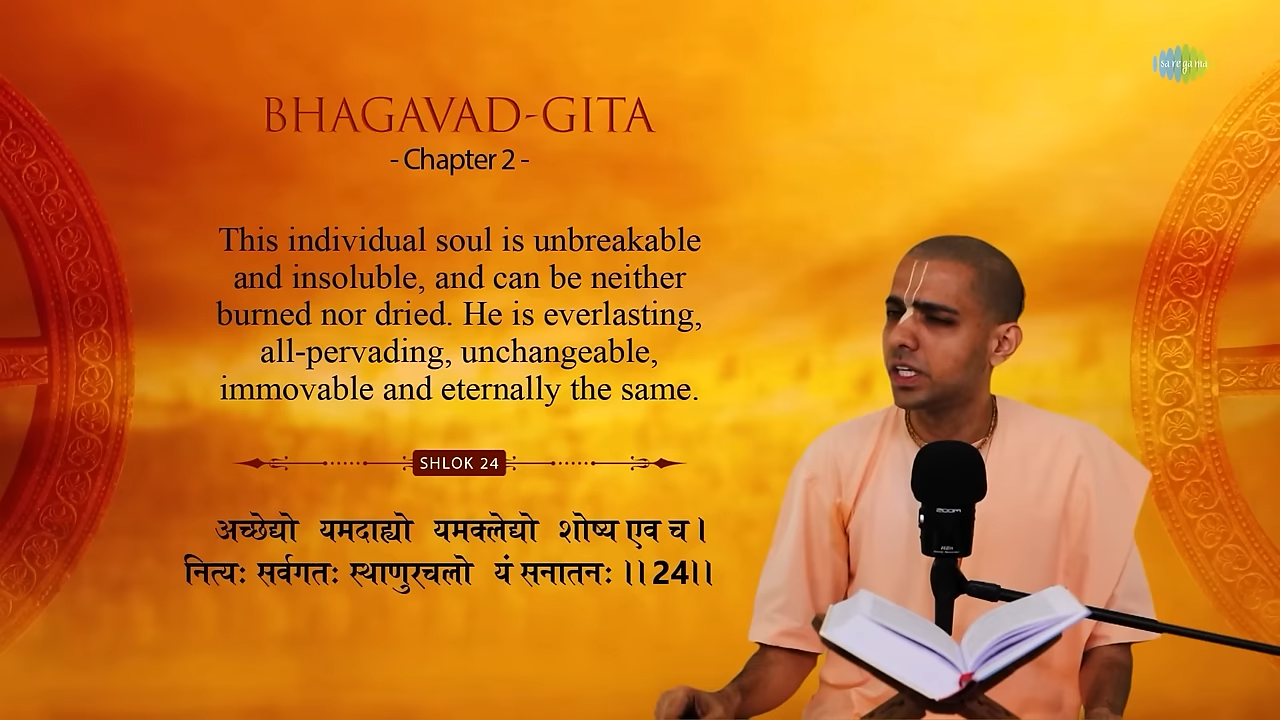 saregama
BHAGAVAD-GITA
- Chapter 2 -
This individual soul is unbreakable
and insoluble, and can be neither
burned nor dried. He is everlasting,
all-pervading, unchangeable,
immovable and eternally the same.
SHLOK 24
अच्छेद्यो यमदाह्यो यमक्लेद्यो शोष्य एव च।
नित्यः सर्वगतः स्थाणुरचलो यं सनातनः ।।24।।
zoom